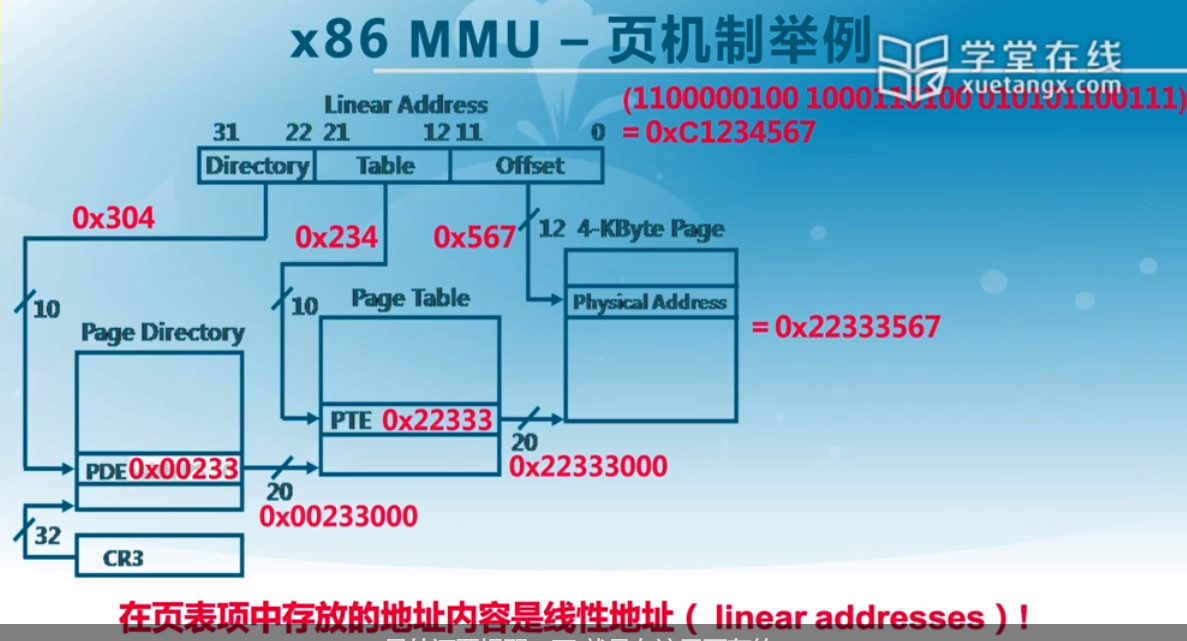 x86 MMU – 页机制举例
学堂在线
xuetangx.com
Linear Address
(1100000100 1000110100 010101100111)
31 22 21 12 11 0
= 0xC1234567
Directory Table Offset
0x304
0x234
0x567
12
4-KByte Page
10
10
Page Table
Physical Address
= 0x22333567
Page Directory
PTE 0x22333
20
0x22333000
PDE 0x00233
20
0x00233000
32
CR3
在页表项中存放的地址内容是线性地址（ linear addresses ）!